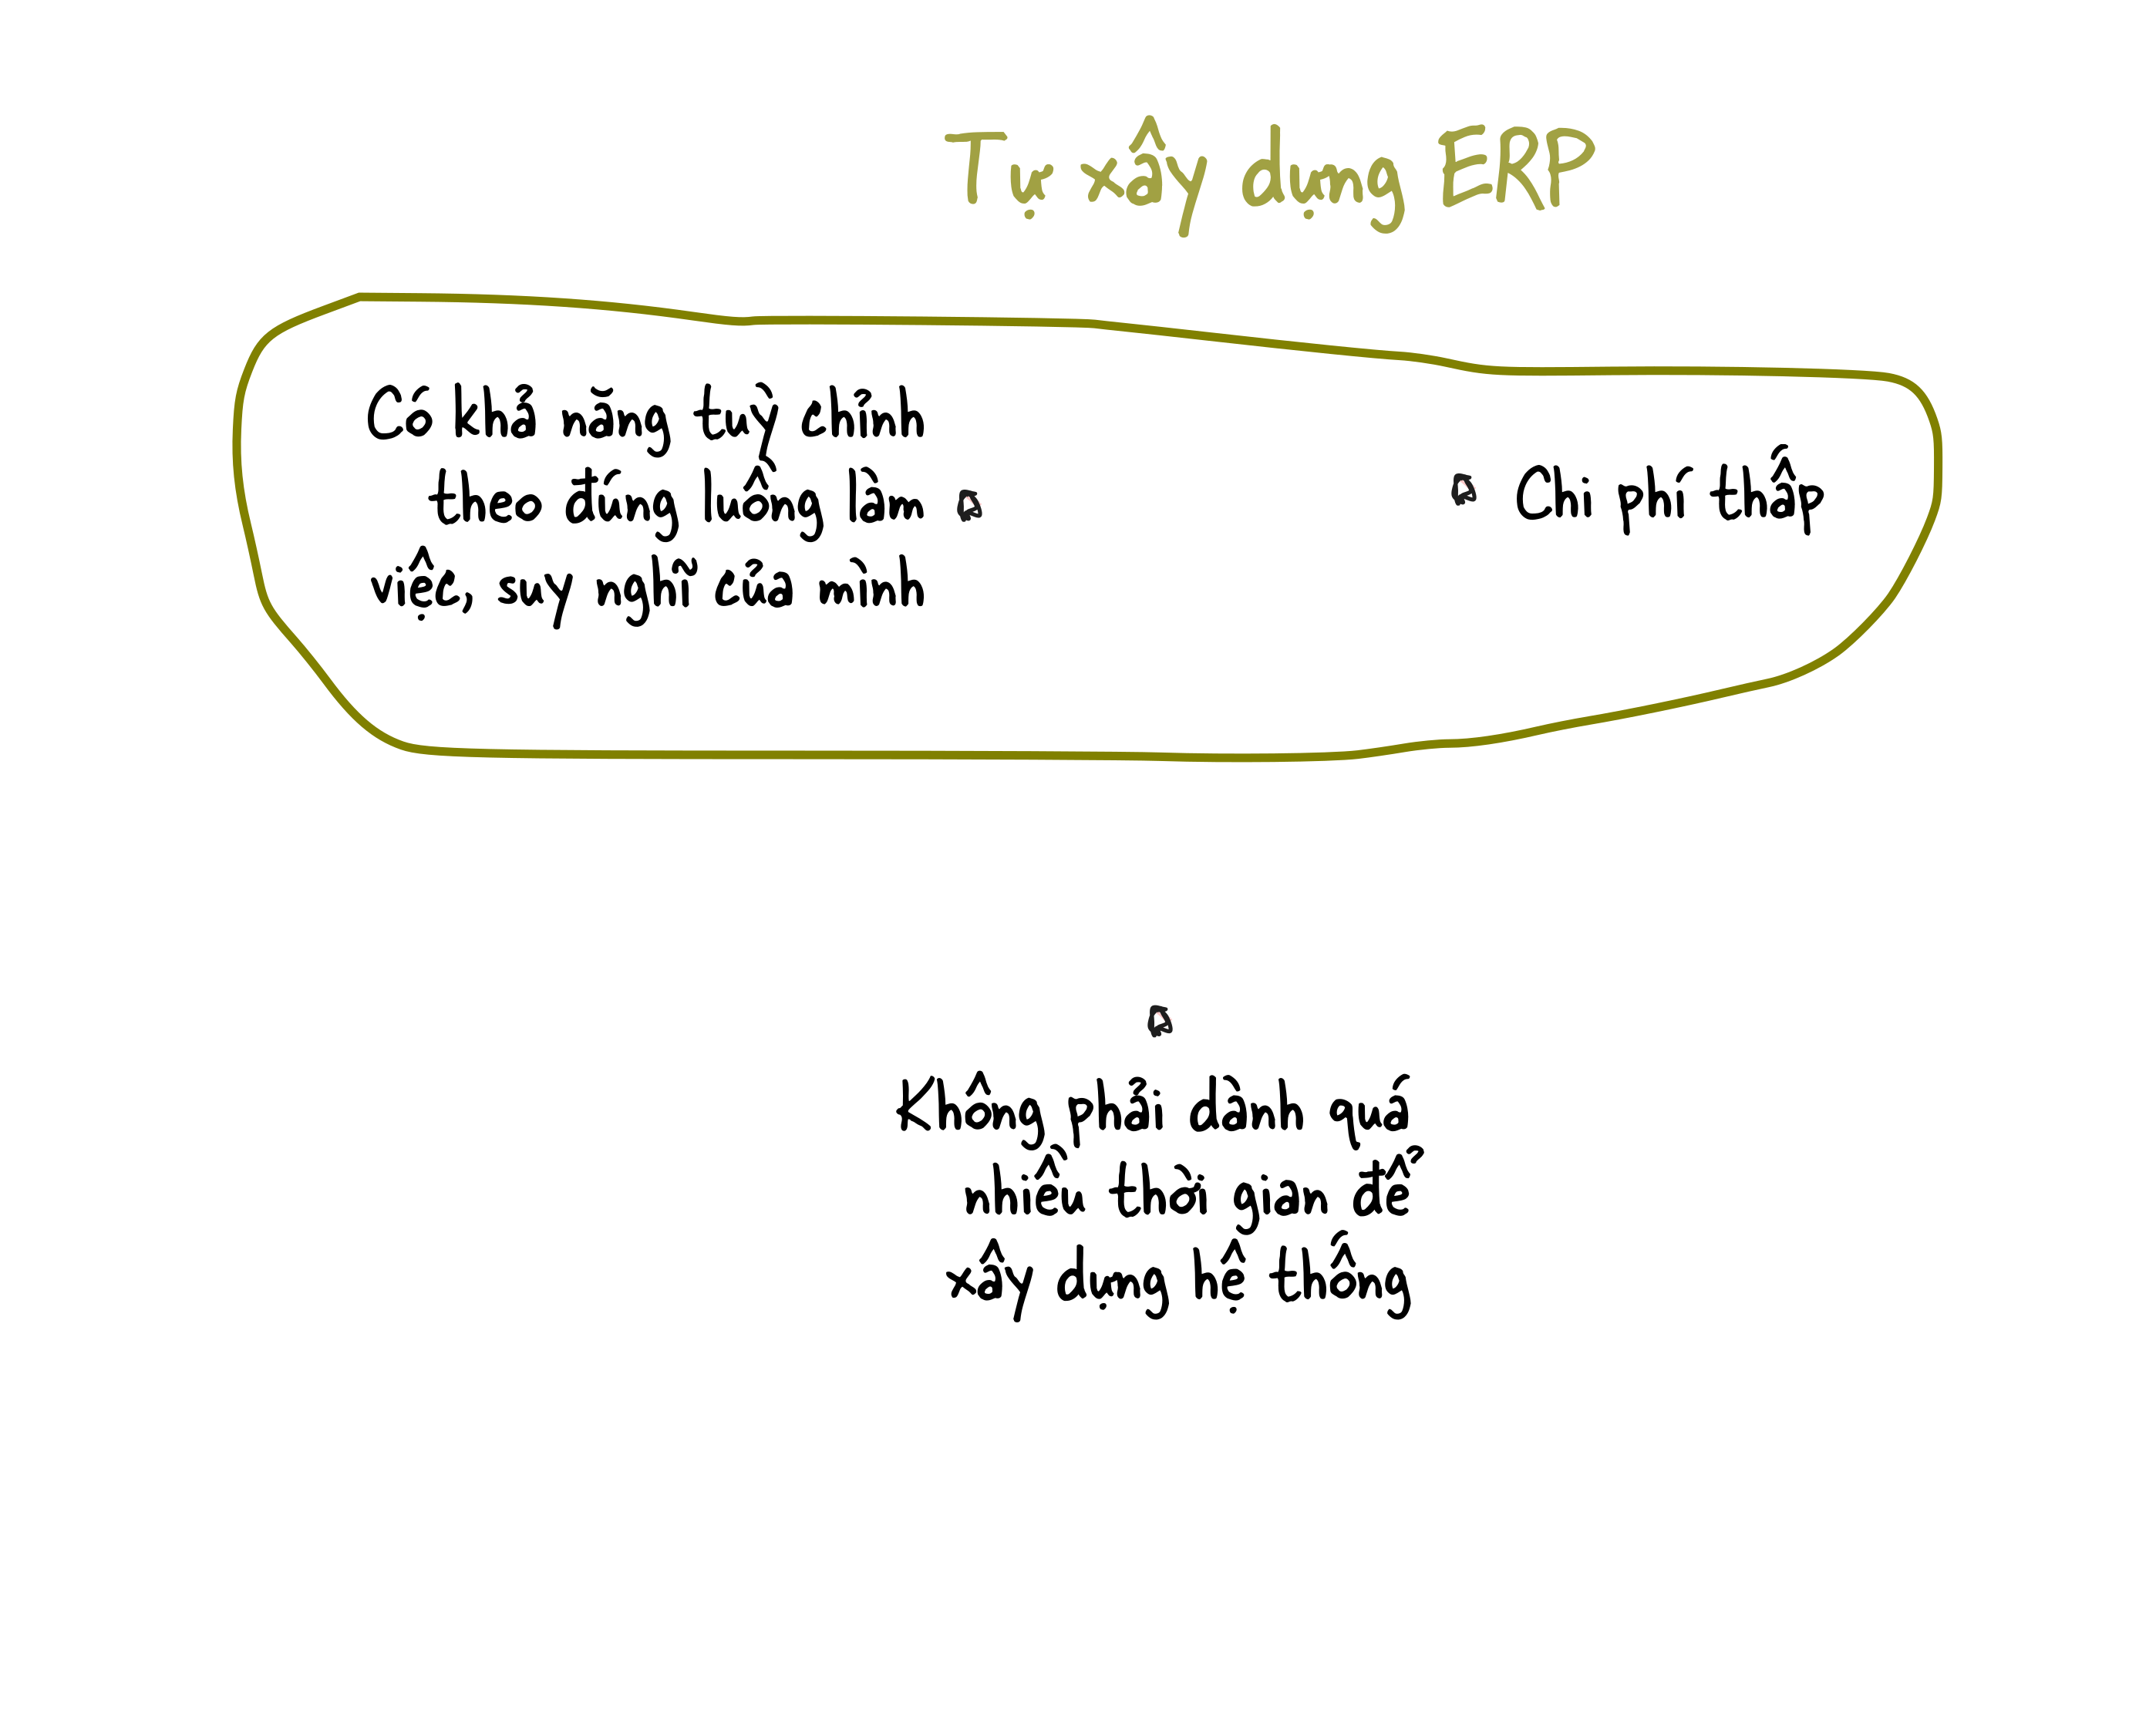 Tự xây dựng ERP
Có khả năng tuỳ chỉnh
theo đúng luồng làm
việc, suy nghĩ của mình
Chi phí thấp
Không phải dành quá
nhiều thời gian để
xây dựng hệ thống